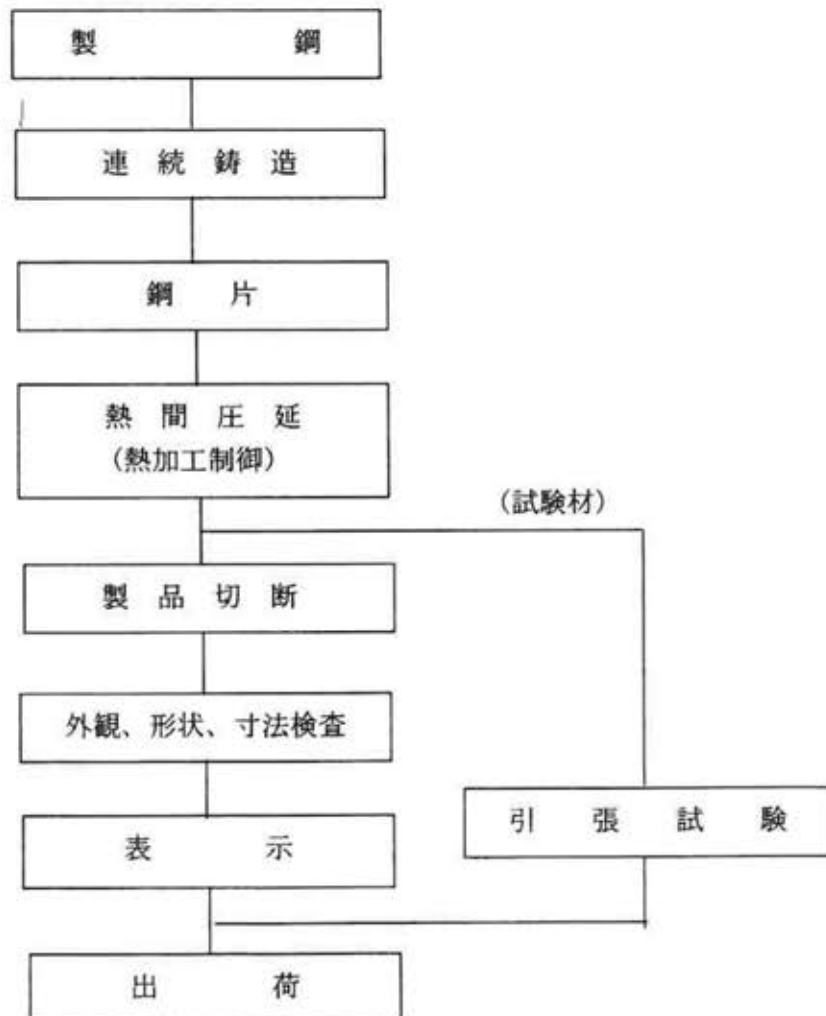 製鋼
連続鋳造
鋼片
熱間圧延
(熱加工制御)
(試験材)
製品切断
外観、形状、寸法検査
引張試験
表示
出荷